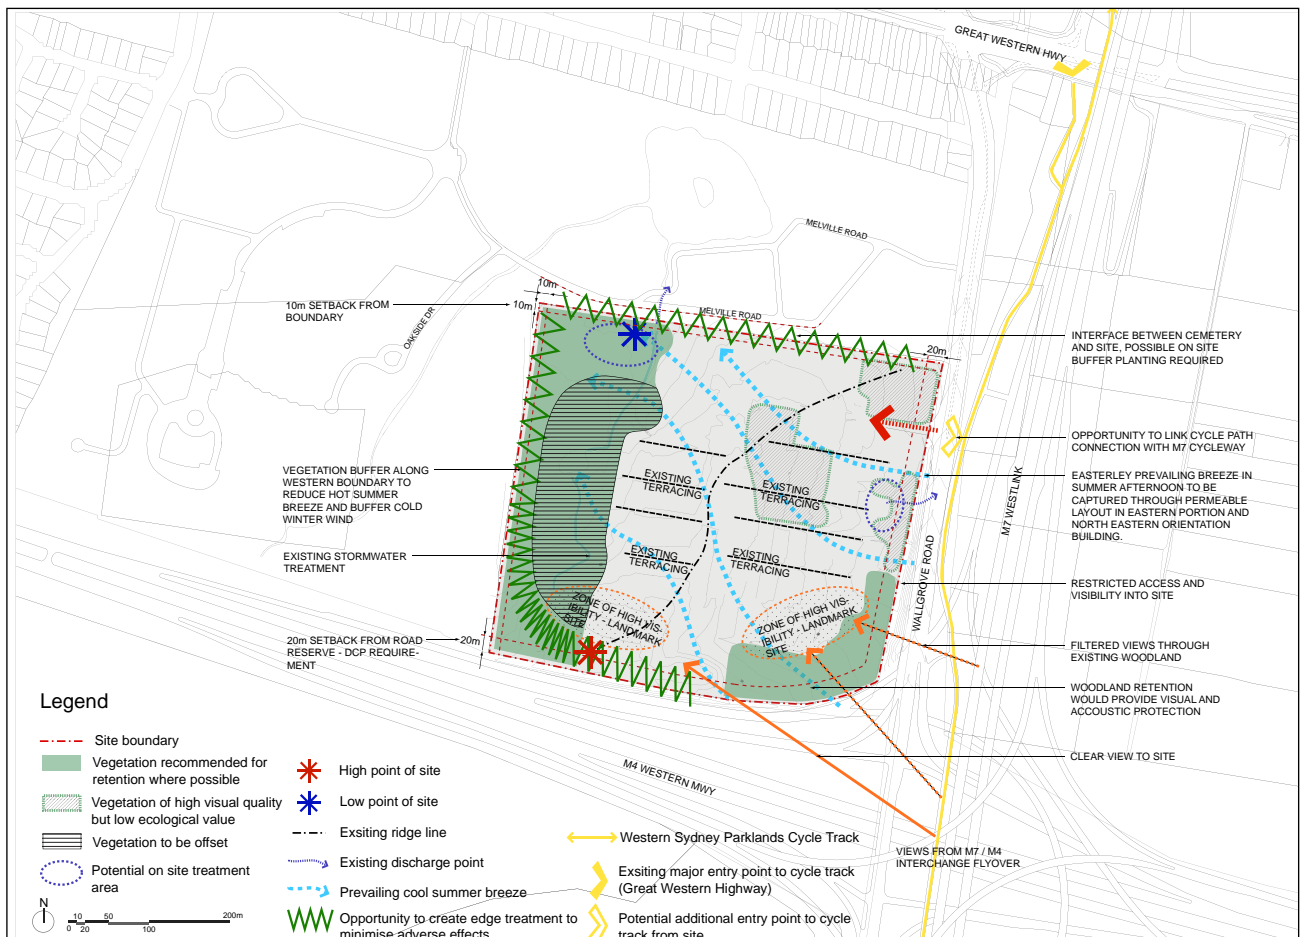 GREAT WESTERN HWY
MELVILLE ROAD
10m
10m SETBACK FROM
BOUNDARY
10m
MELVILLE ROAD
OAKSIDE DR
20m
INTERFACE BETWEEN CEMETERY
AND SITE, POSSIBLE ON SITE
BUFFER PLANTING REQUIRED
OPPORTUNITY TO LINK CYCLE PATH
CONNECTION WITH M7 CYCLEWAY
VEGETATION BUFFER ALONG
WESTERN BOUNDARY TO
REDUCE HOT SUMMER
BREEZE AND BUFFER COLD
WINTER WIND
EXISTING
TERRACING
EXISTING
TERRACING
EASTERLEY PREVAILING BREEZE IN
SUMMER AFTERNOON TO BE
CAPTURED THROUGH PERMEABLE
LAYOUT IN EASTERN PORTION AND
NORTH EASTERN ORIENTATION
BUILDING.
M7 WESTLINK
EXISTING STORMWATER
TREATMENT
EXISTING
TERRACING
EXISTING
TERRACING
WALLGROVE ROAD
RESTRICTED ACCESS AND
VISIBILITY INTO SITE
ZONE OF HIGH VIS-
IBILITY - LANDMARK
SITE
ZONE OF HIGH VIS-
IBILITY - LANDMARK
SITE
20m SETBACK FROM ROAD
RESERVE - DCP REQUIRE-
MENT
20m
FILTERED VIEWS THROUGH
EXISTING WOODLAND
WOODLAND RETENTION
WOULD PROVIDE VISUAL AND
ACCOUSTIC PROTECTION
CLEAR VIEW TO SITE
M4 WESTERN MWY
VIEWS FROM M7 / M4
INTERCHANGE FLYOVER
Legend
Site boundary
Vegetation recommended for
retention where possible
Vegetation of high visual quality
but low ecological value
Vegetation to be offset
Potential on site treatment
area
N
0 10 20 50 100 200m
High point of site
Low point of site
Exsiting ridge line
Existing discharge point
Prevailing cool summer breeze
Opportunity to create edge treatment to
minimise adverse effects
Western Sydney Parklands Cycle Track
Exsiting major entry point to cycle track
(Great Western Highway)
Potential additional entry point to cycle
track from site